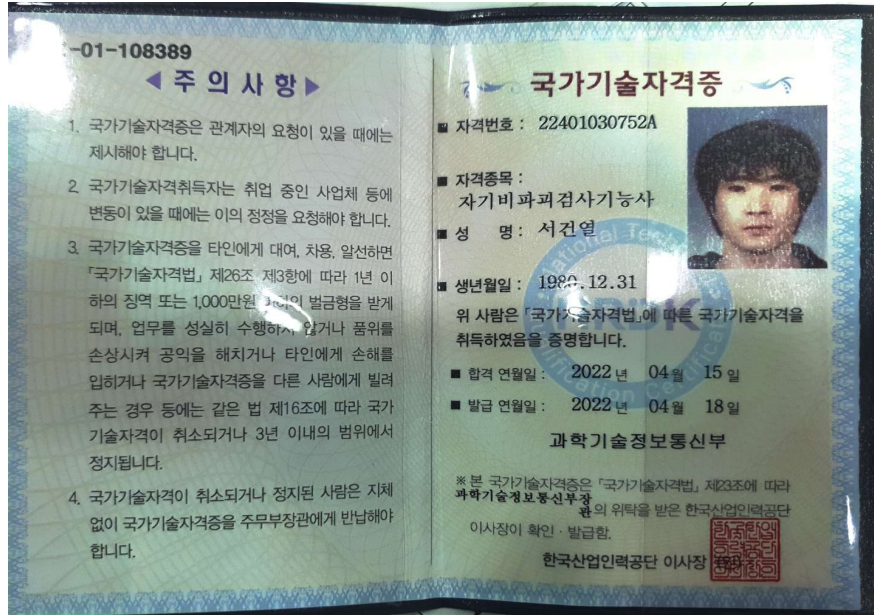 -01-108389
◀ 주 의 사 항 ▶
1. 국가기술자격증은 관계자의 요청이 있을 때에는
제시해야 합니다.
2. 국가기술자격취득자는 취업 중인 사업체 등에
변동이 있을 때에는 이의 정정을 요청해야 합니다.
3. 국가기술자격증을 타인에게 대여, 차용, 알선하면
「국가기술자격법」 제26조 제3항에 따라 1년 이
하의 징역 또는 1,000만원 이하의 벌금형을 받게
되며, 업무를 성실히 수행하지 않거나 품위를
손상시켜 공익을 해치거나 타인에게 손해를
입히거나 국가기술자격증을 다른 사람에게 빌려
주는 경우 등에는 같은 법 제16조에 따라 국가
기술자격이 취소되거나 3년 이내의 범위에서
정지됩니다.
4. 국가기술자격이 취소되거나 정지된 사람은 지체
없이 국가기술자격증을 주무부장관에게 반납해야
합니다.
국가기술자격증
■ 자격번호 : 22401030752A
■ 자격종목 :
자기비파괴검사기능사
■ 성 명 : 서건열
■ 생년월일 : 1980.12.31
위 사람은 「국가기술자격법」에 따른 국가기술자격을
취득하였음을 증명합니다.
■ 합격 연월일 : 2022 년 04 월 15 일
■ 발급 연월일 : 2022 년 04 월 18 일
과학기술정보통신부
※ 본 국가기술자격증은 「국가기술자격법」 제23조에 따라
과학기술정보통신부장
관의 위탁을 받은 한국산업인력공단
이사장이 확인 · 발급함.
한국산업인력공단 이사장